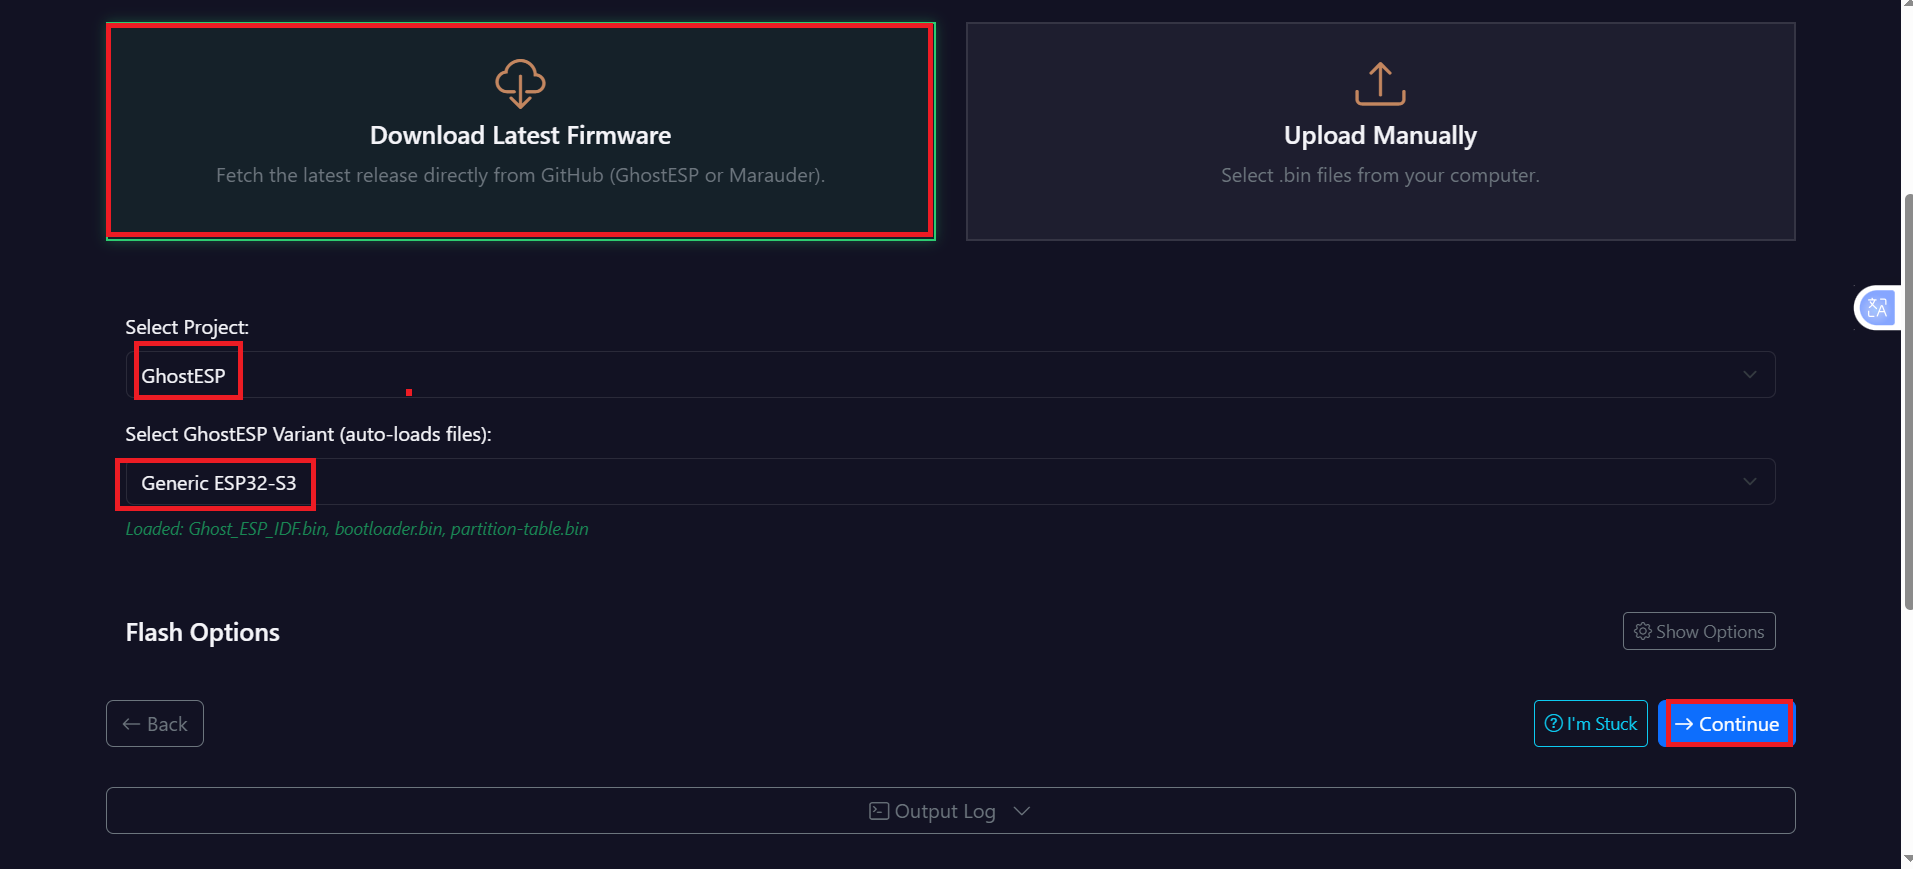 Download Latest Firmware
Fetch the latest release directly from GitHub (GhostESP or Marauder).
Upload Manually
Select .bin files from your computer.
Select Project:
GhostESP
Select GhostESP Variant (auto-loads files):
Generic ESP32-S3
Loaded: Ghost_ESP_IDF.bin, bootloader.bin, partition-table.bin
Flash Options
Show Options
Back
I'm Stuck
Continue
Output Log